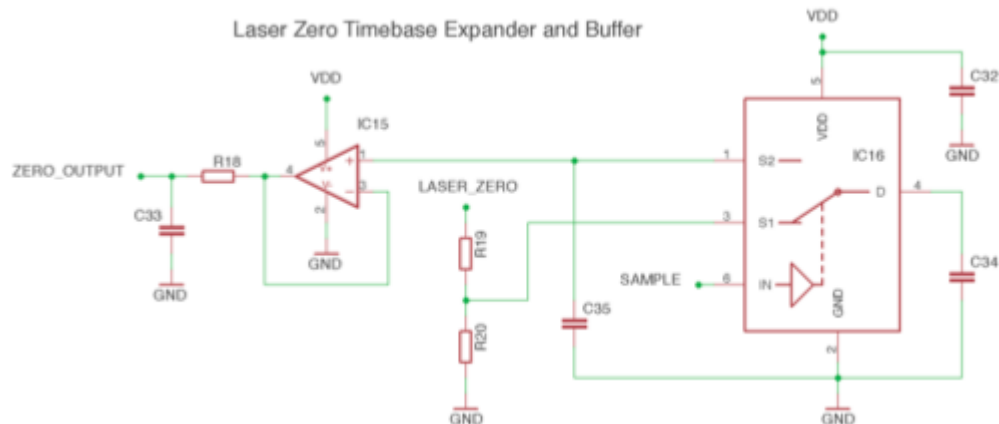 Laser Zero Timebase Expander and Buffer
VDD
VDD
C32
5
5
VDD
GND
IC15
V+
V-
1
+
3
-
4
2
GND
ZERO_OUTPUT
R18
C33
GND
LASER_ZERO
R19
R20
GND
1
S2
IC16
3
S1
D
4
SAMPLE
6
IN
GND
2
C34
C35
GND